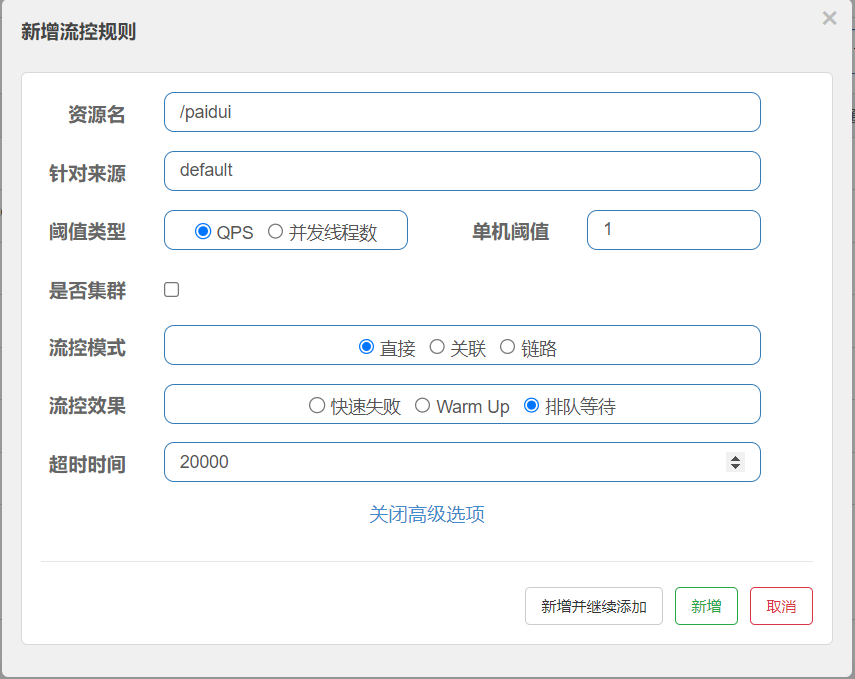 新增流控规则
×
资源名 /paidui
针对来源 default
阈值类型 QPS 并发线程数 单机阈值 1
是否集群
流控模式 直接 关联 链路
流控效果 快速失败 Warm Up 排队等待
超时时间 20000
关闭高级选项
新增并继续添加 新增 取消